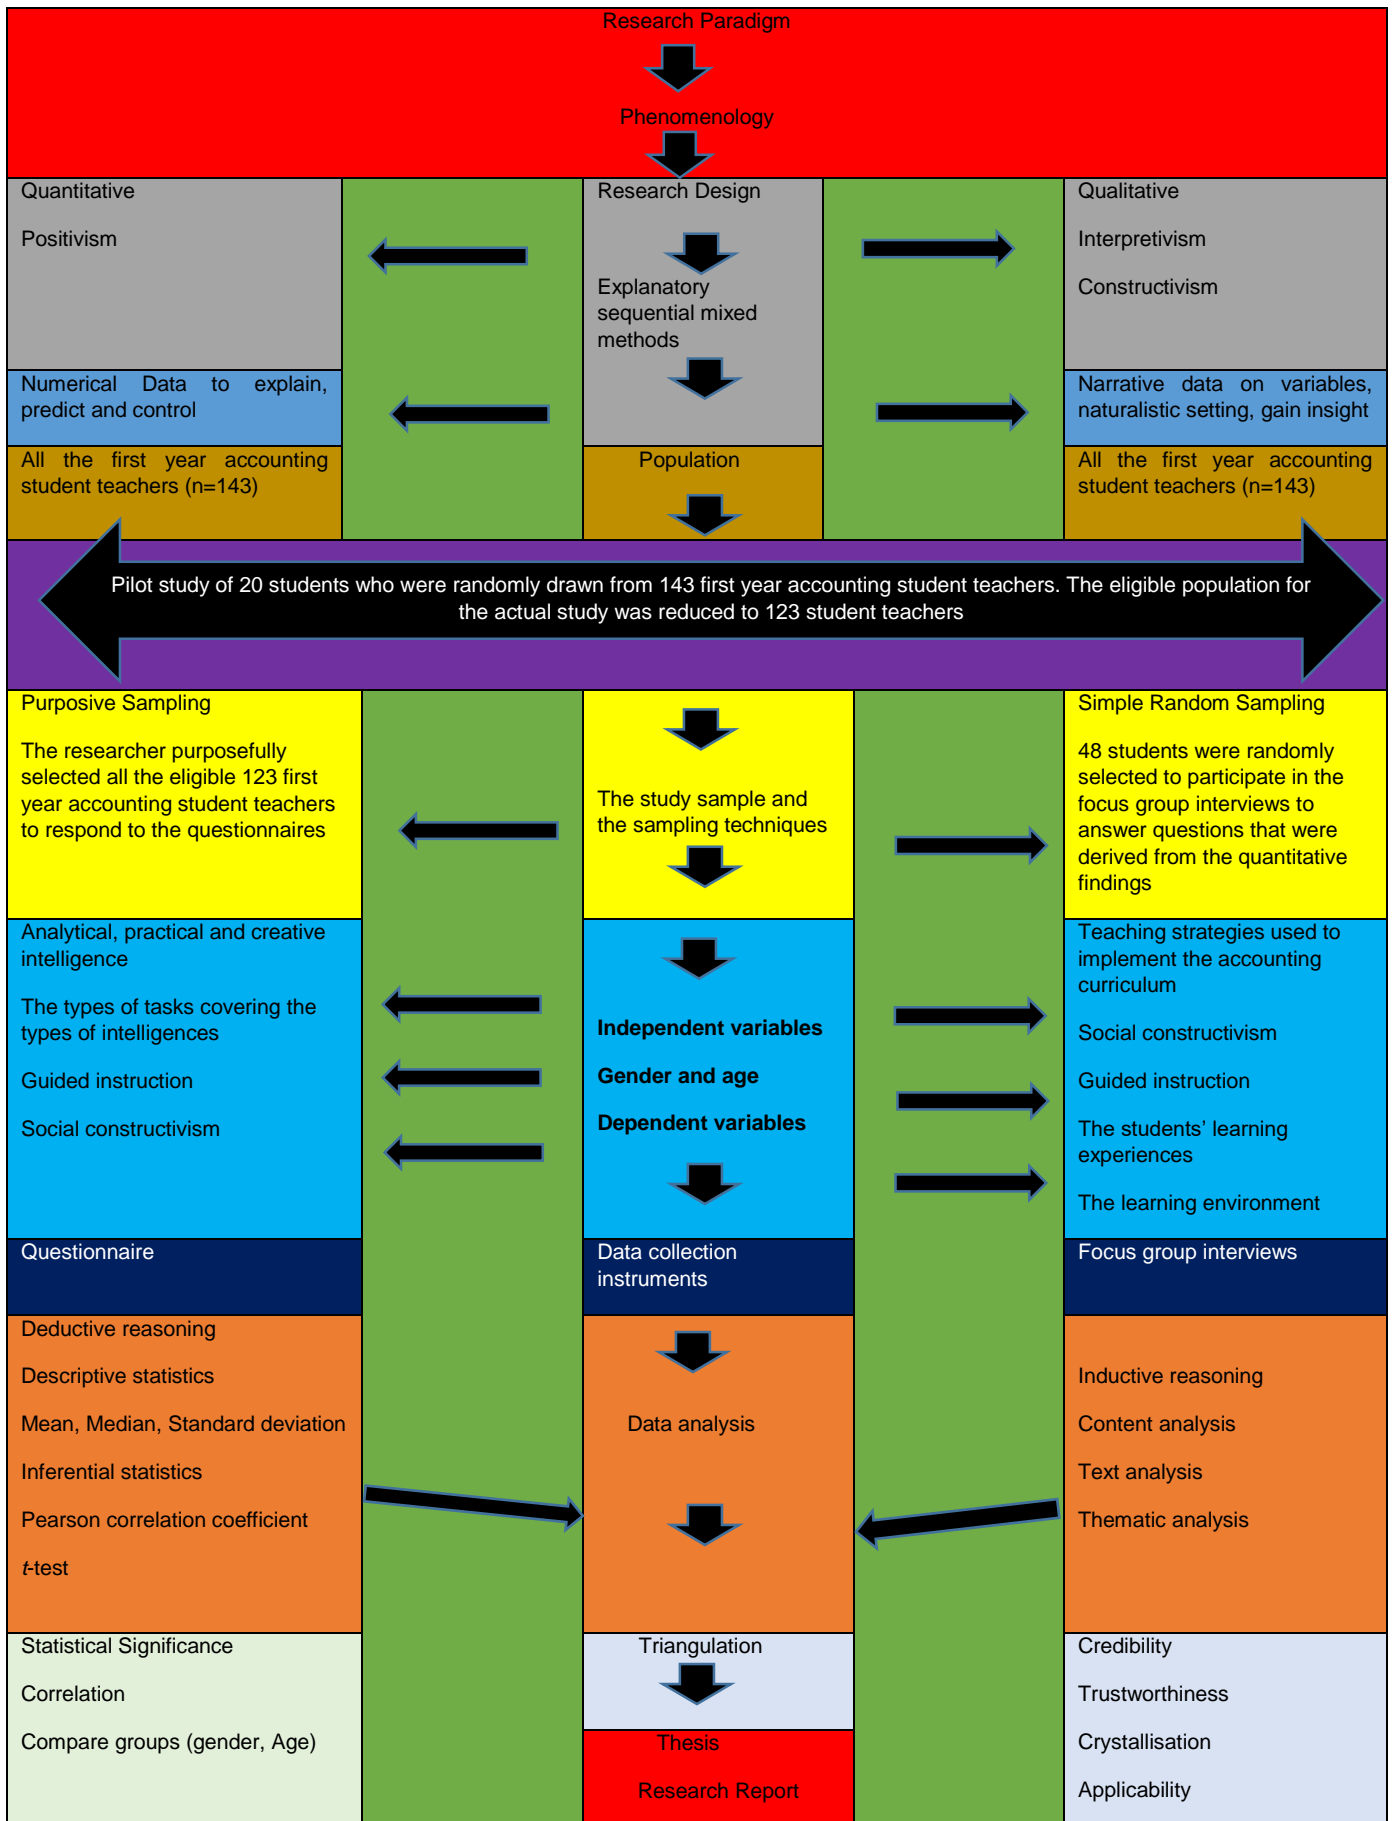 Research Paradigm
Phenomenology
Quantitative
Positivism
Research Design
Explanatory
sequential mixed
methods
Qualitative
Interpretivism
Constructivism
Numerical Data to explain,
predict and control
Narrative data on variables,
naturalistic setting, gain insight
All the first year accounting
student teachers (n=143)
Population
All the first year accounting
student teachers (n=143)
Pilot study of 20 students who were randomly drawn from 143 first year accounting student teachers. The eligible population for
the actual study was reduced to 123 student teachers
Purposive Sampling
The researcher purposefully
selected all the eligible 123 first
year accounting student teachers
to respond to the questionnaires
The study sample and
the sampling techniques
Simple Random Sampling
48 students were randomly
selected to participate in the
focus group interviews to
answer questions that were
derived from the quantitative
findings
Analytical, practical and creative
intelligence
The types of tasks covering the
types of intelligences
Guided instruction
Social constructivism
Independent variables
Gender and age
Dependent variables
Teaching strategies used to
implement the accounting
curriculum
Social constructivism
Guided instruction
The students’ learning
experiences
The learning environment
Questionnaire
Data collection
instruments
Focus group interviews
Deductive reasoning
Descriptive statistics
Mean, Median, Standard deviation
Inferential statistics
Pearson correlation coefficient
t-test
Data analysis
Inductive reasoning
Content analysis
Text analysis
Thematic analysis
Statistical Significance
Correlation
Compare groups (gender, Age)
Triangulation
Thesis
Research Report
Credibility
Trustworthiness
Crystallisation
Applicability